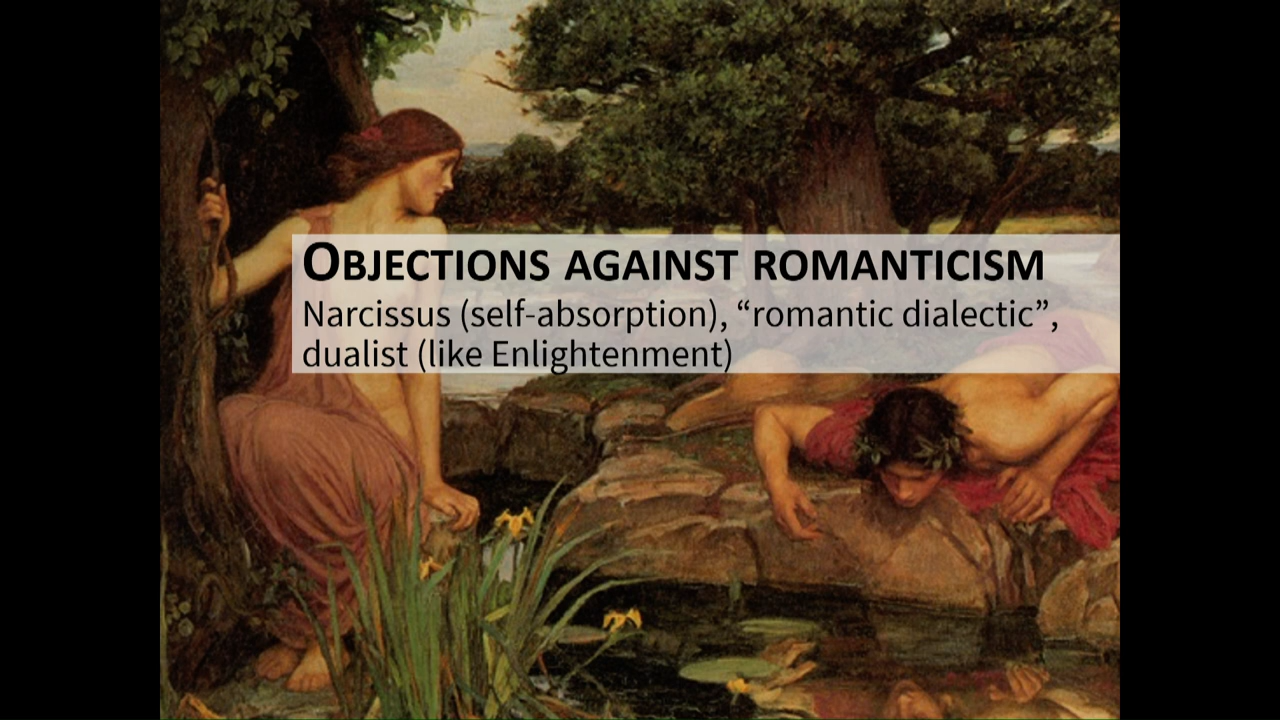 OBJECTIONS AGAINST ROMANTICISM
Narcissus (self-absorption), “romantic dialectic”,
dualist (like Enlightenment)